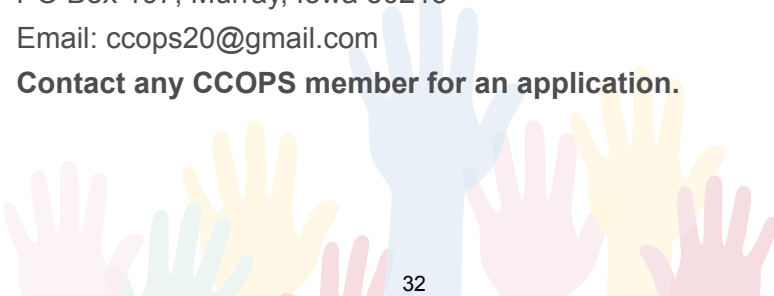 PO Box Murray, Iowa
Email: ccops20@gmail.com
Contact any CCOPS member for an application.
32